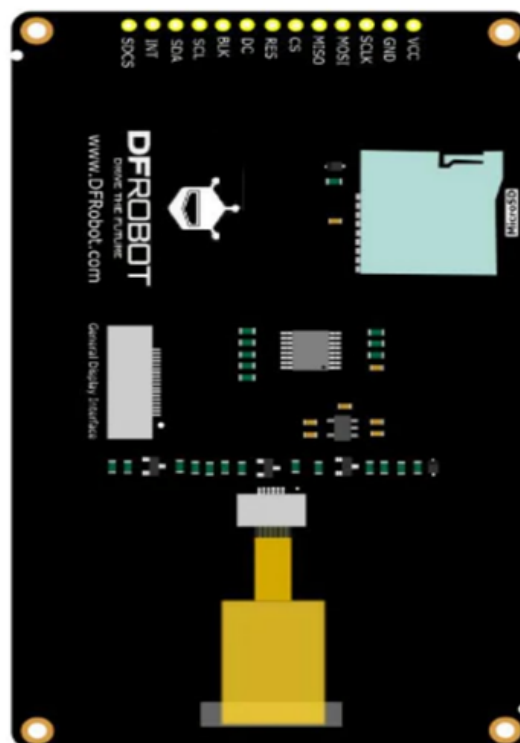 SDCS
INT
SDA
SCL
BLK
DC
RES
CS
MISO
MOSI
SCLK
GND
VCC
DFROBOT
DRIVE THE FUTURE
www.DFRobot.com
MicroSD
General Display Interface